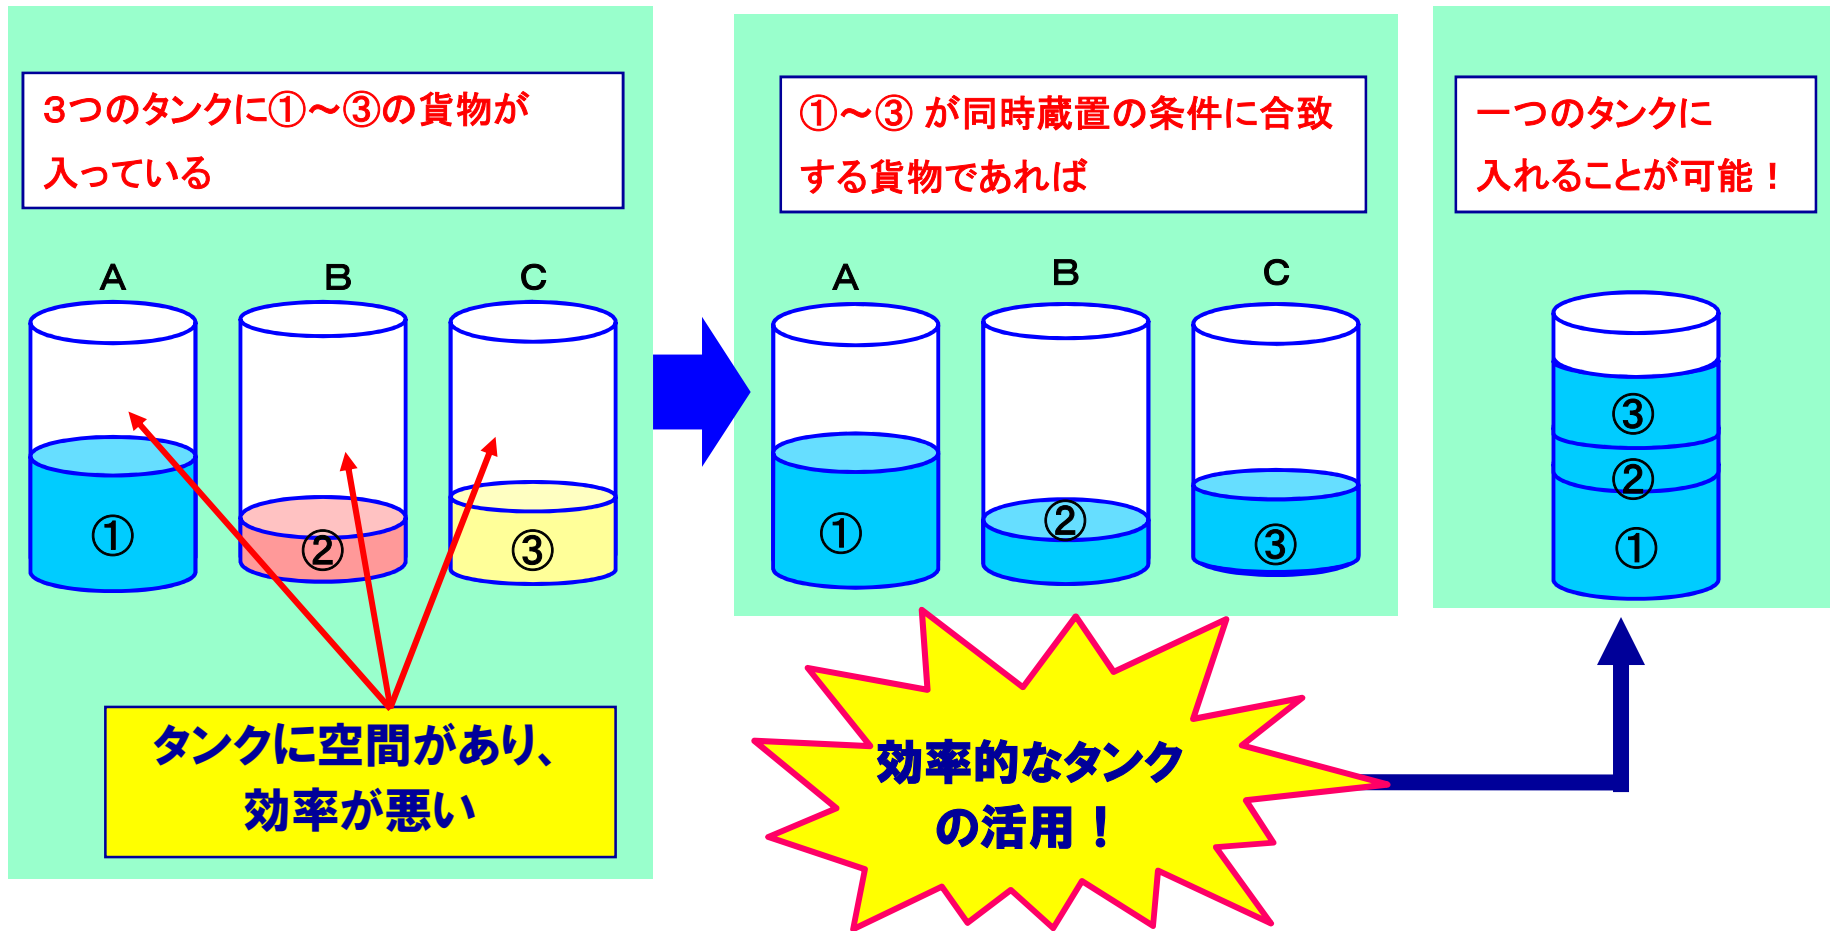 ３つのタンクに①～③の貨物が
入っている
A
B
C
①
②
③
タンクに空間があり、
効率が悪い
①～③ が同時蔵置の条件に合致
する貨物であれば
A
B
C
①
②
③
効率的なタンク
の活用！
一つのタンクに
入れることが可能！
③
②
①